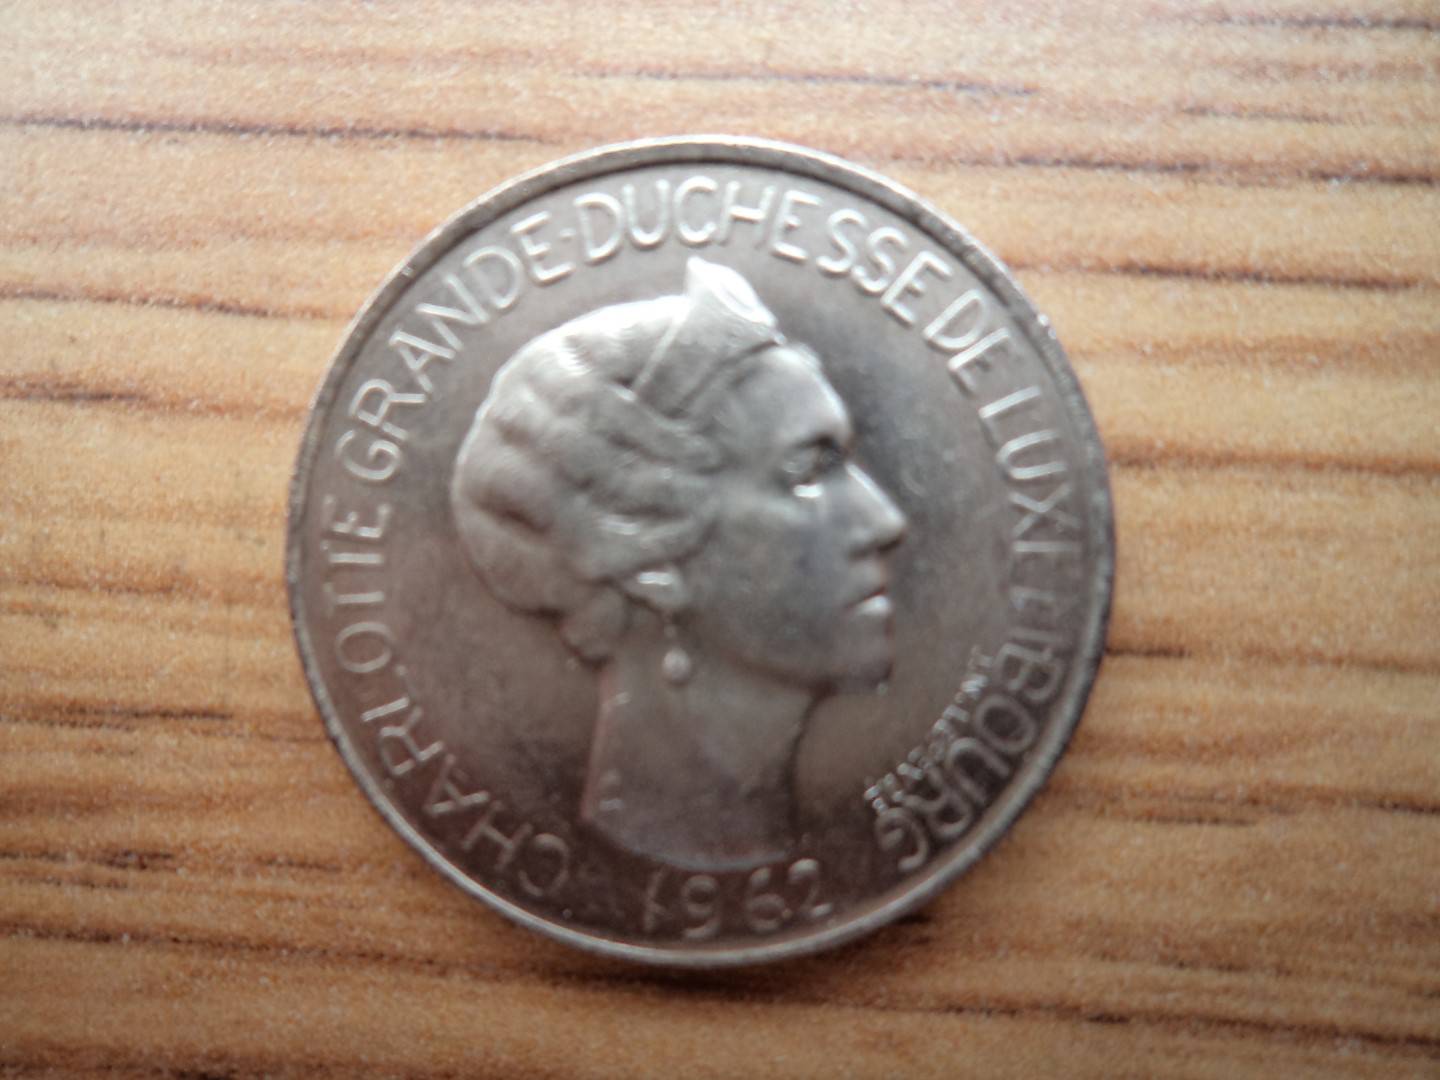 CHARLOTTE GRANDE-DUCHESSE DE LUXEMBOURG
1962